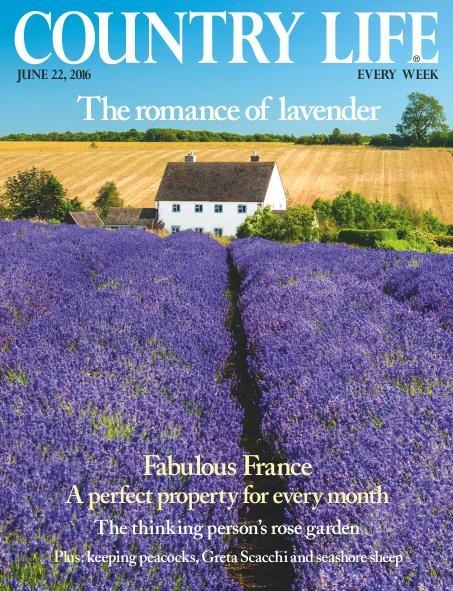 COUNTRY LIFE®
JUNE 22, 2016 EVERY WEEK
The romance of lavender
Fabulous France
A perfect property for every month
The thinking person's rose garden
Plus: keeping peacocks, Greta Scacchi and seashore sheep